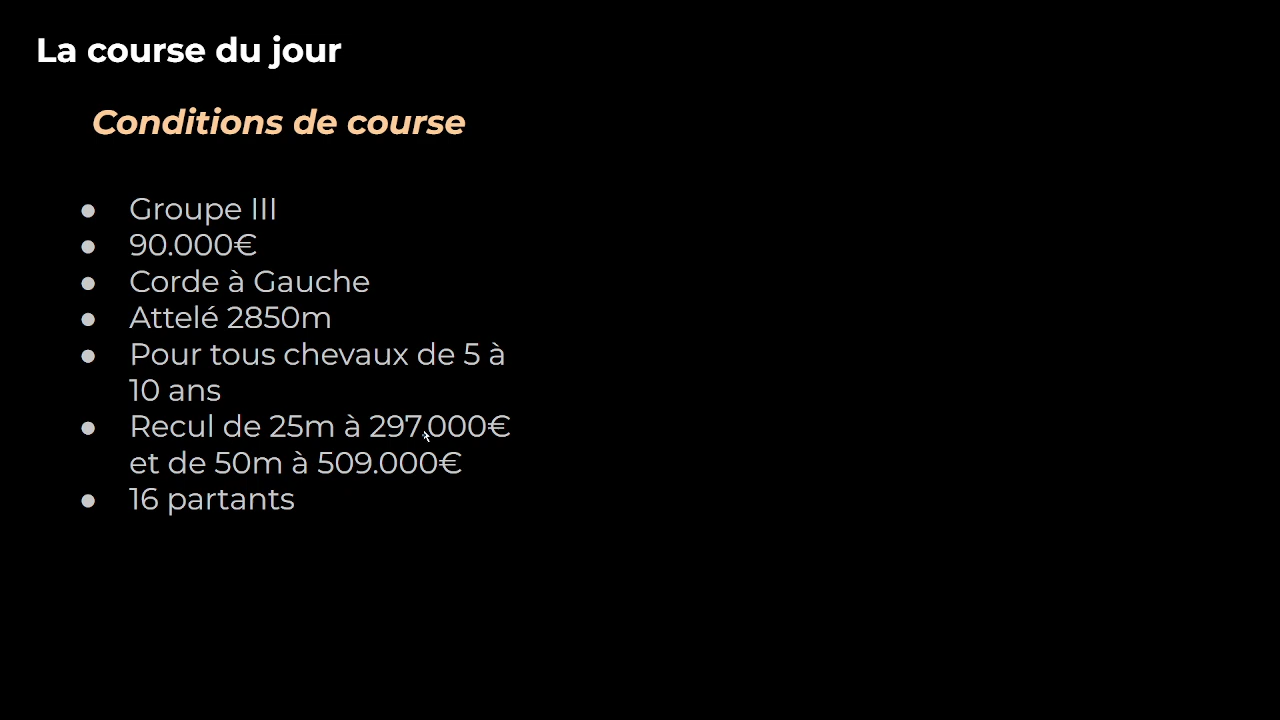 La course du jour
Conditions de course
● Groupe III
● 90.000€
● Corde à Gauche
● Attelé 2850m
● Pour tous chevaux de 5 à
10 ans
● Recul de 25m à 297.000€
et de 50m à 509.000€
● 16 partants